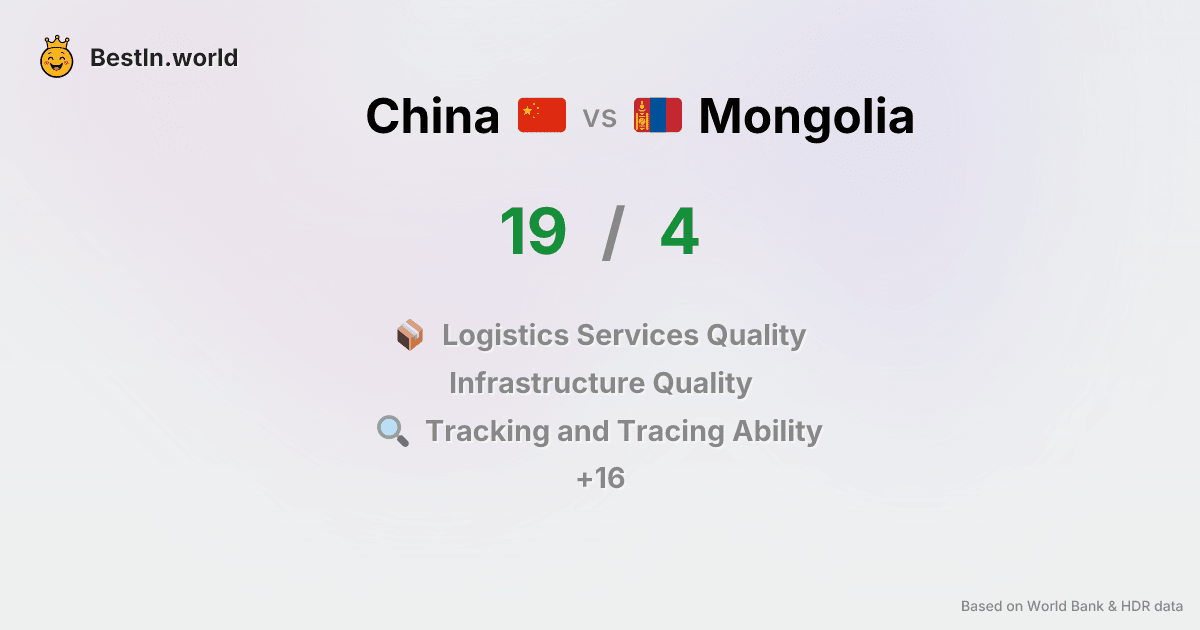 BestIn.world
China vs Mongolia
19 / 4
Logistics Services Quality
Infrastructure Quality
Tracking and Tracing Ability
+16
Based on World Bank & HDR data